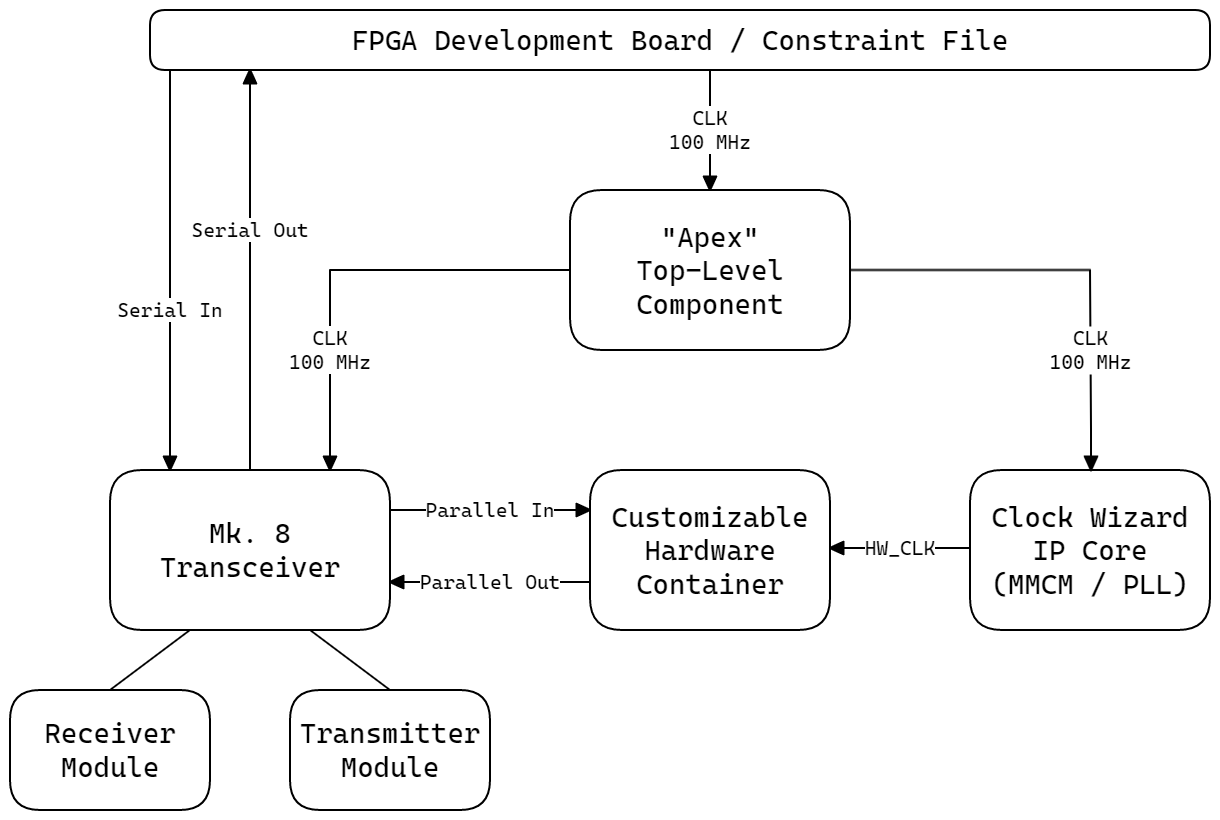 FPGA Development Board / Constraint File
CLK
100 MHz
Serial Out
"Apex"
Top-Level
Component
Serial In
CLK
100 MHz
CLK
100 MHz
Mk. 8
Transceiver
Parallel In
Parallel Out
Customizable
Hardware
Container
HW_CLK
Clock Wizard
IP Core
(MMCM / PLL)
Receiver
Module
Transmitter
Module